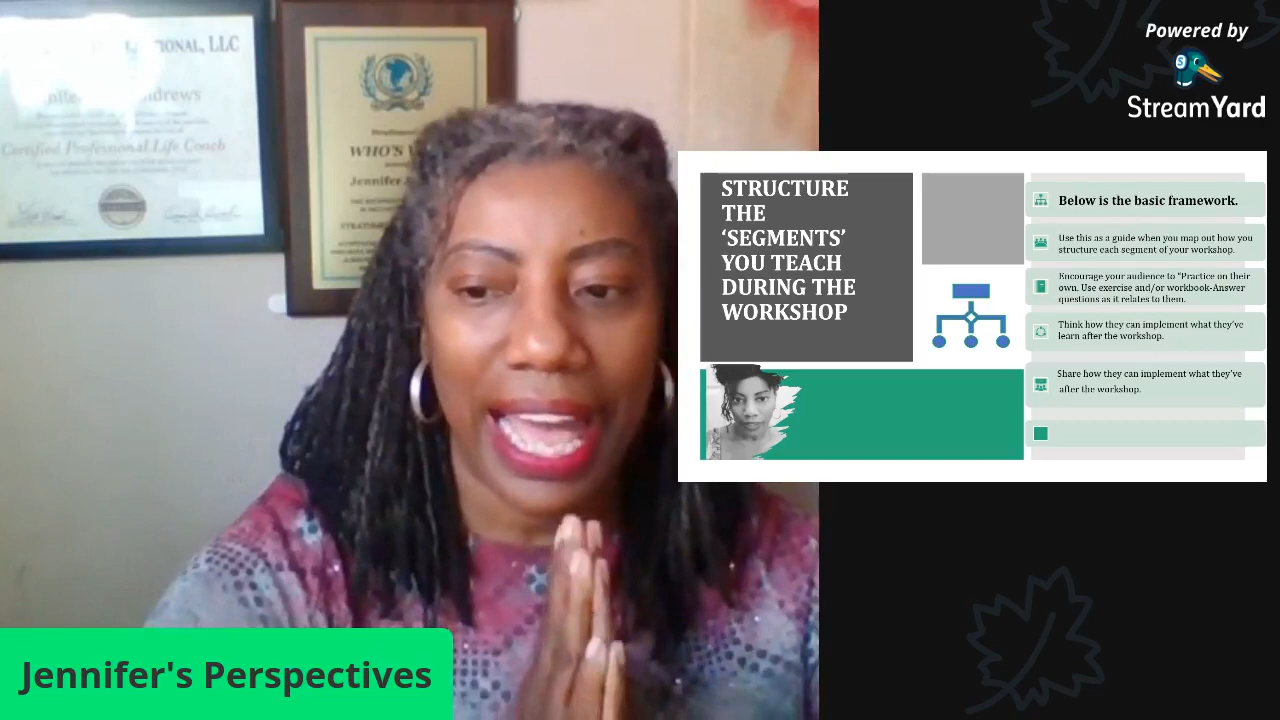 LLC
Certified Professional Life Coach
WHO'S
Jennifer
Powered by
StreamYard
STRUCTURE
THE
‘SEGMENTS’
YOU TEACH
DURING THE
WORKSHOP
Below is the basic framework.
Use this as a guide when you map out how you
structure each segment of your workshop.
Encourage your audience to “Practice on their
own. Use exercise and/or workbook-Answer
questions as it relates to them.
Think how they can implement what they’ve
learn after the workshop.
Share how they can implement what they’ve
after the workshop.
Jennifer's Perspectives